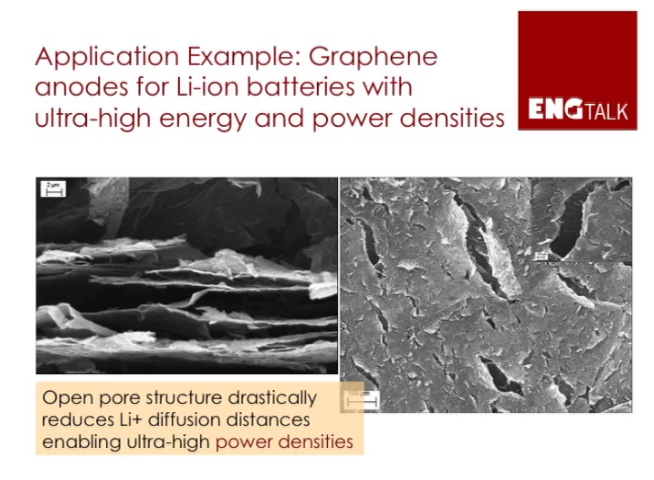 Application Example: Graphene
anodes for Li-ion batteries with
ultra-high energy and power densities
ENGTALK
2 µm
Open pore structure drastically
reduces Li+ diffusion distances
enabling ultra-high power densities